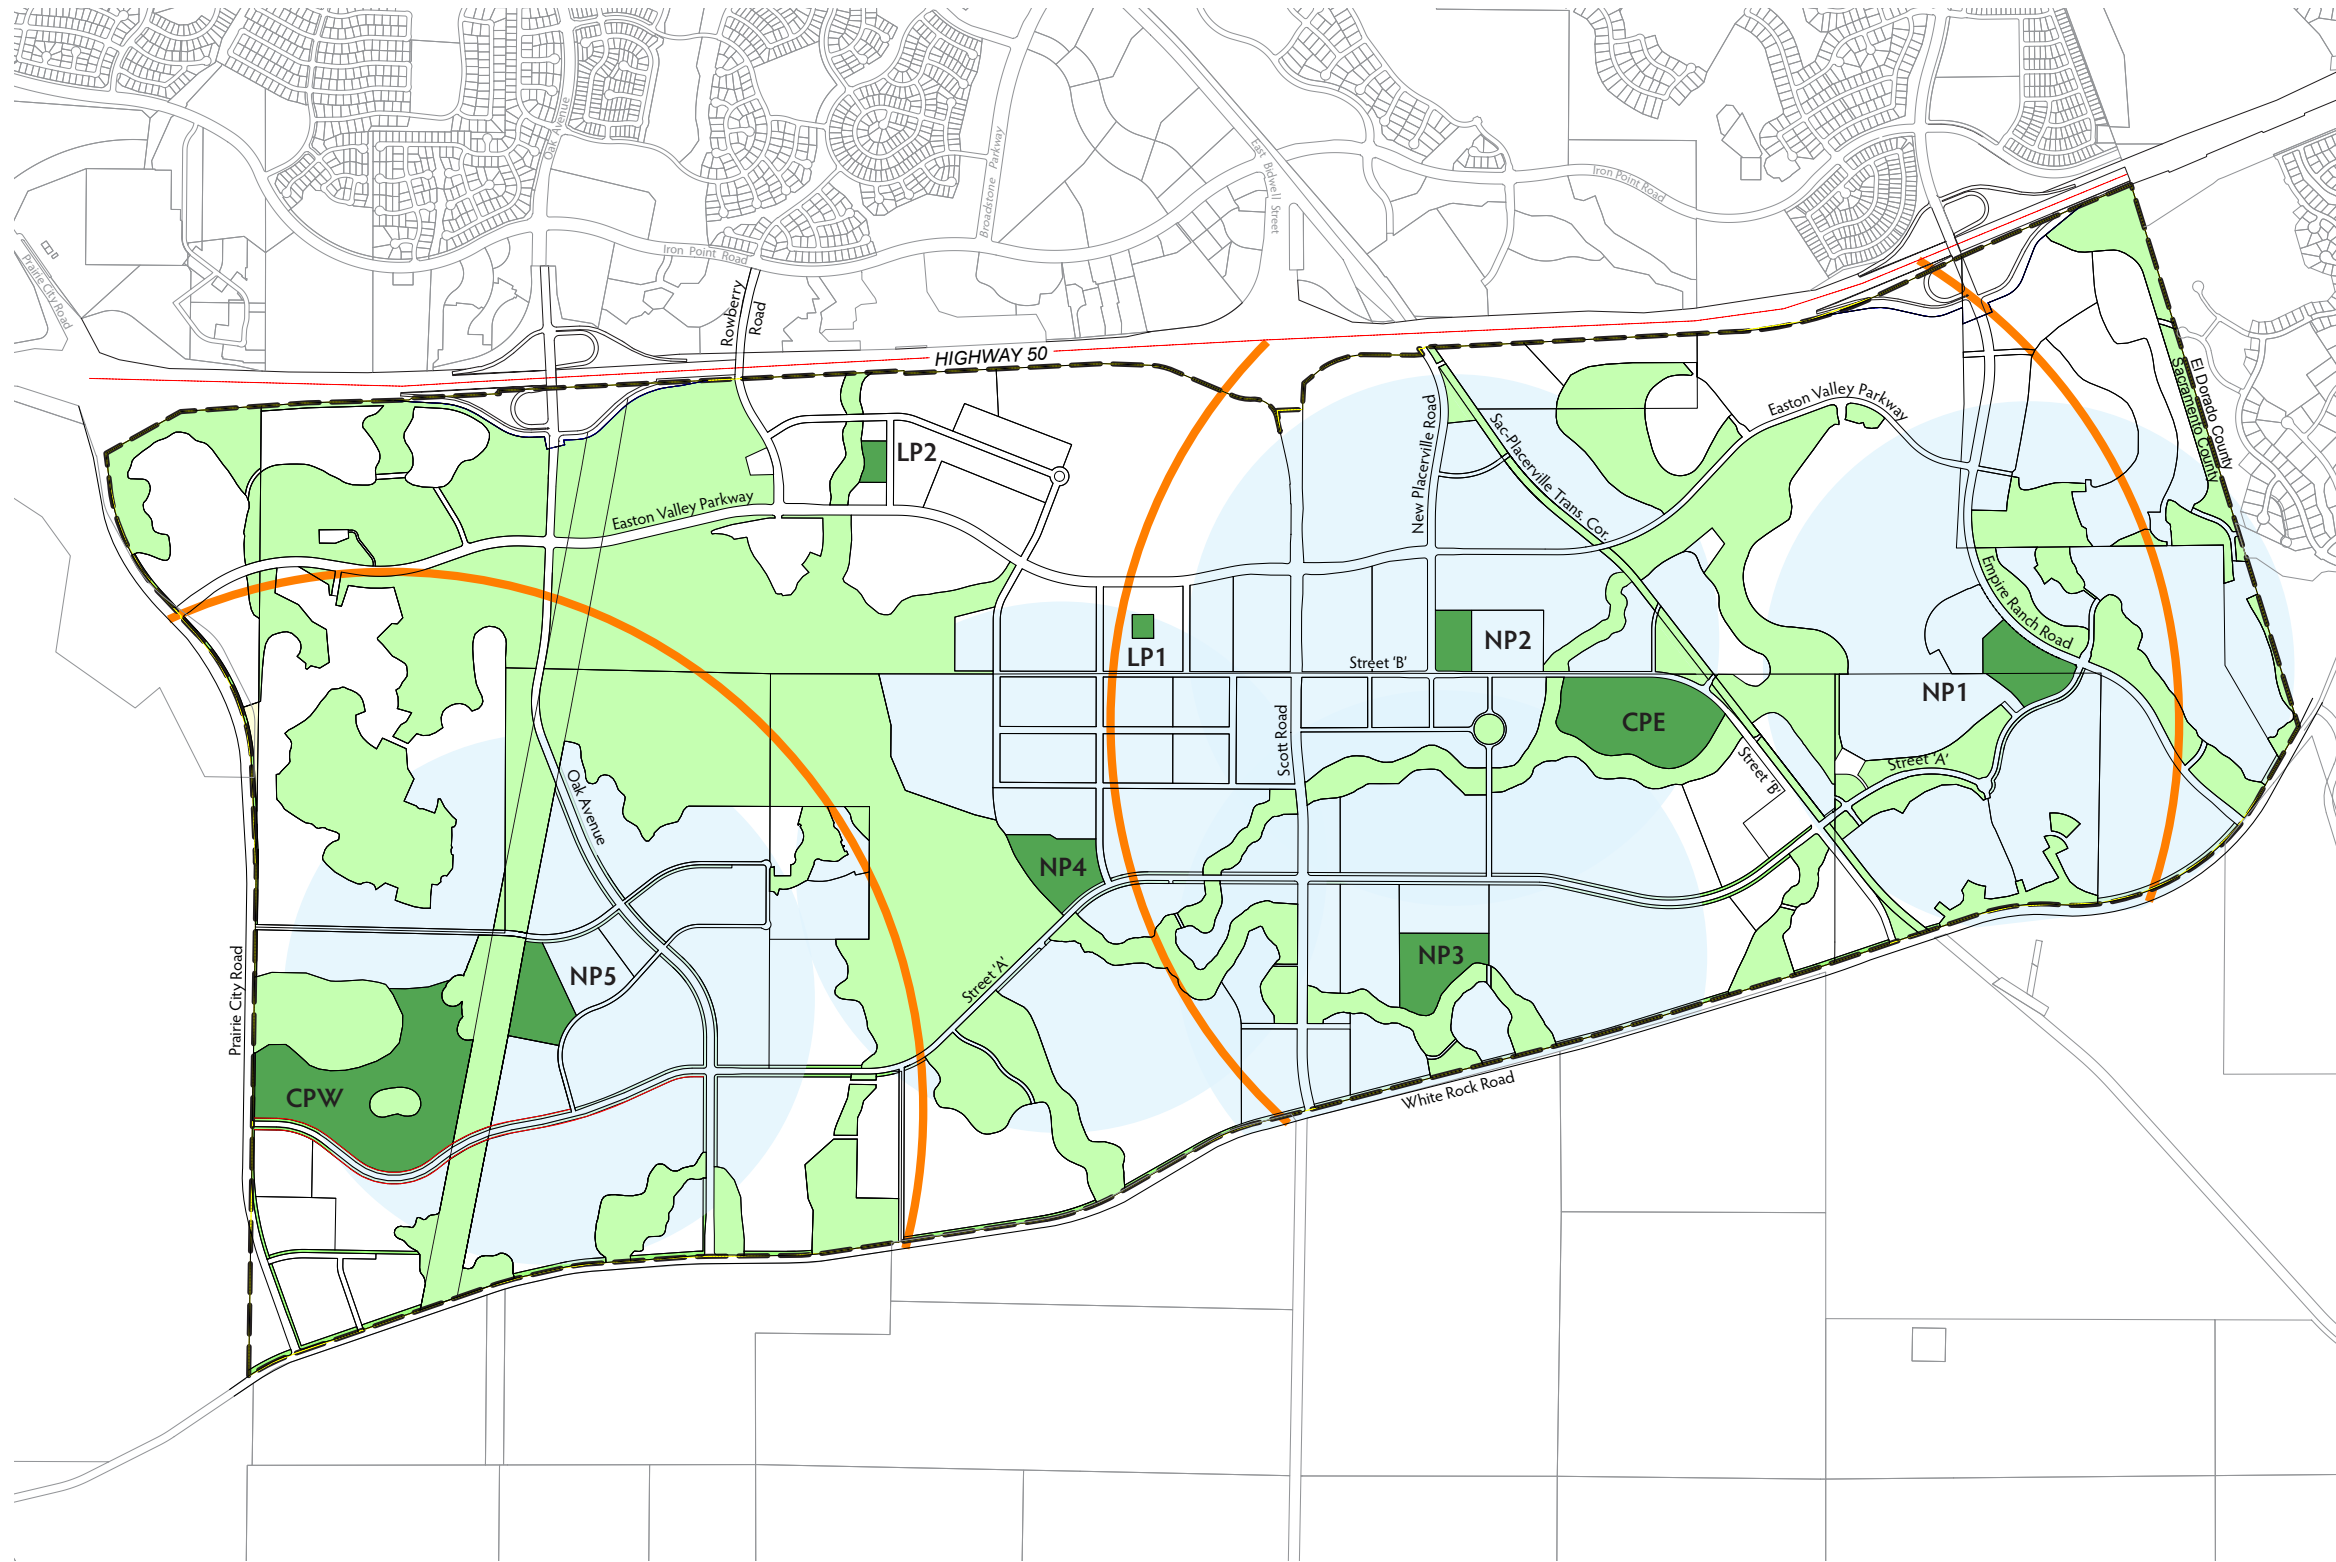 Oak Avenue
Broadstone Parkway
East Bidwell Street
Iron Point Road
Iron Point Road
Prairie City Road
Rowberry
Road
HIGHWAY 50
El Dorado County
Sacramento County
Easton Valley Parkway
New Placerville Road
Sac-Placerville Trans. Cor.
LP2
Easton Valley Parkway
Empire Ranch Road
LP1
NP2
Street 'B'
NP1
CPE
Scott Road
Street 'B'
Street 'A'
Oak Avenue
NP4
NP3
NP5
Street 'A'
Prairie City Road
CPW
White Rock Road